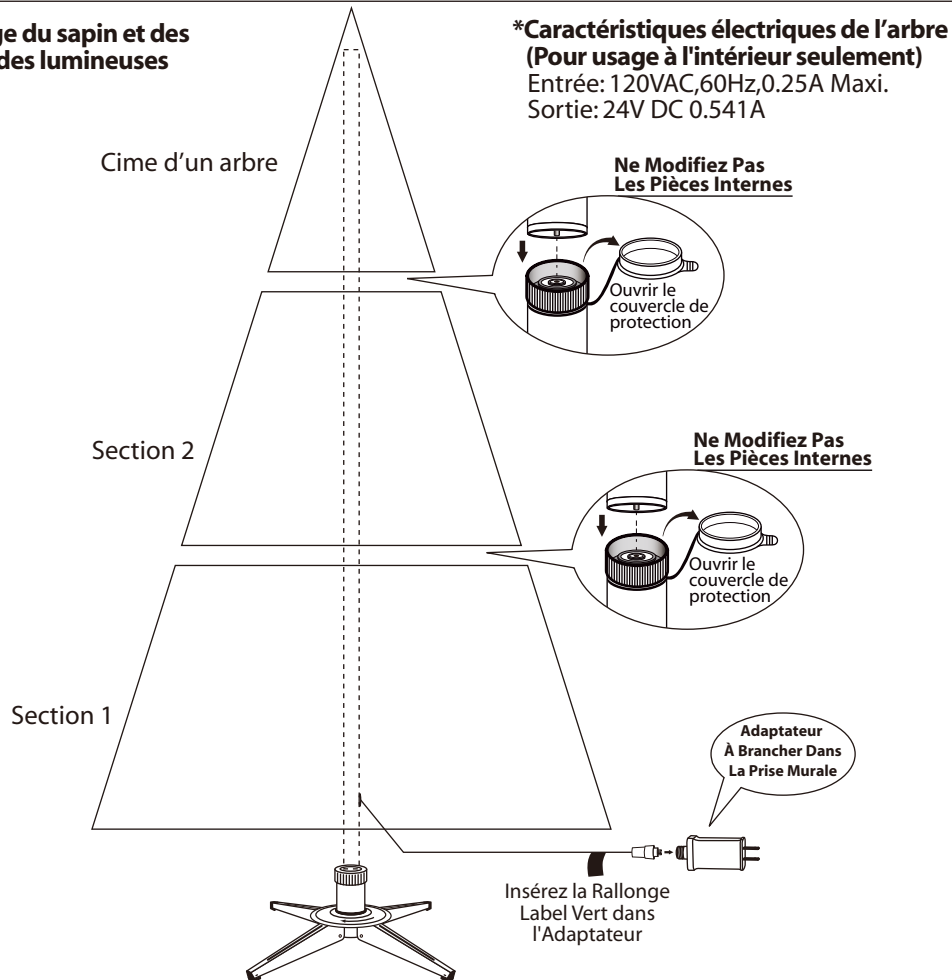 ge du sapin et des
des lumineuses
*Caractéristiques électriques de l'arbre
(Pour usage à l'intérieur seulement)
Entrée: 120VAC,60Hz,0.25A Maxi.
Sortie: 24V DC 0.541A
Cime d'un arbre
Ne Modifiez Pas
Les Pièces Internes
Ouvrir le
couvercle de
protection
Section 2
Ne Modifiez Pas
Les Pièces Internes
Ouvrir le
couvercle de
protection
Section 1
Adaptateur
À Brancher Dans
La Prise Murale
Insérez la Rallonge
Label Vert dans
l'Adaptateur